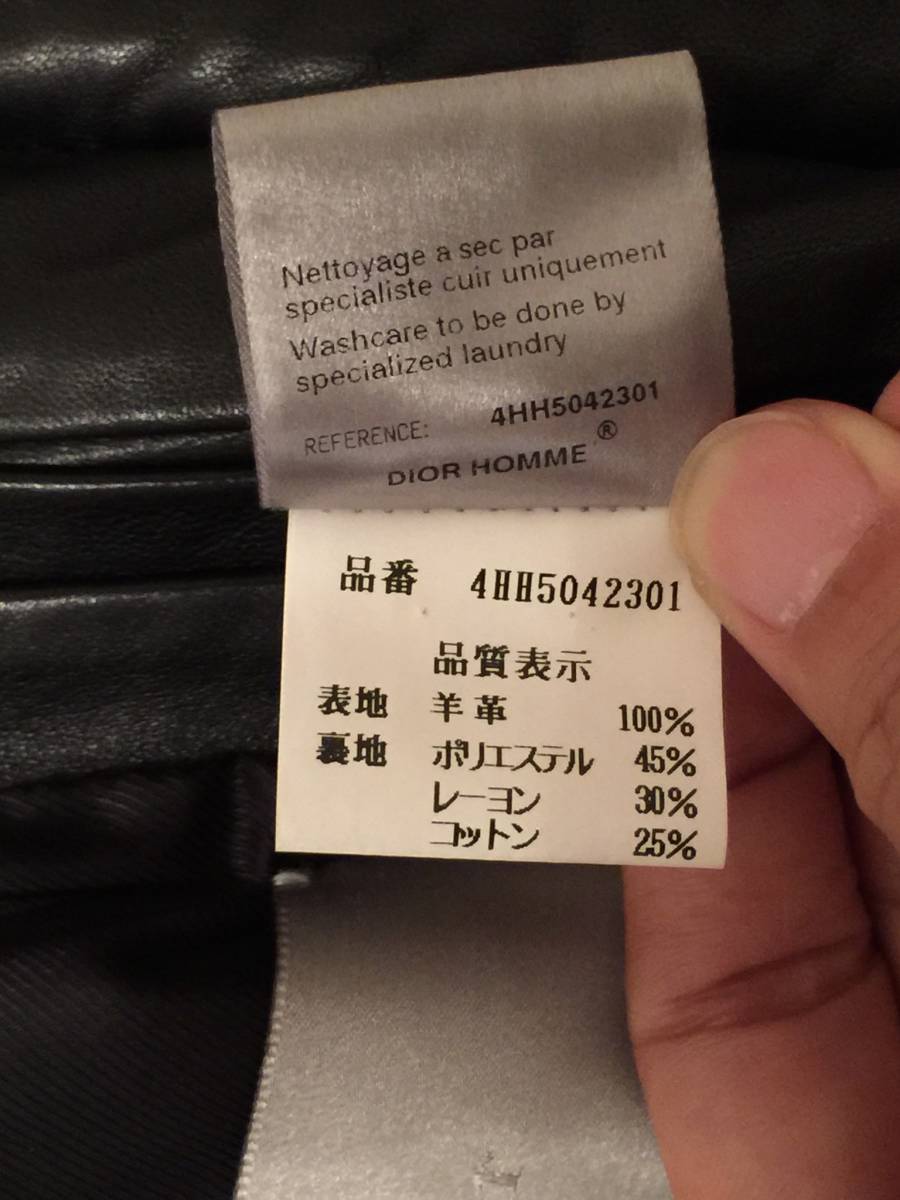 Nettoyage a sec par
specialiste cuir uniquement
Washcare to be done by
specialized laundry
REFERENCE: 4HH5042301
DIOR HOMME ®
品番 4HH5042301
品質表示
表地 羊革 100%
裏地 ポリエステル 45%
レーヨン 30%
コットン 25%